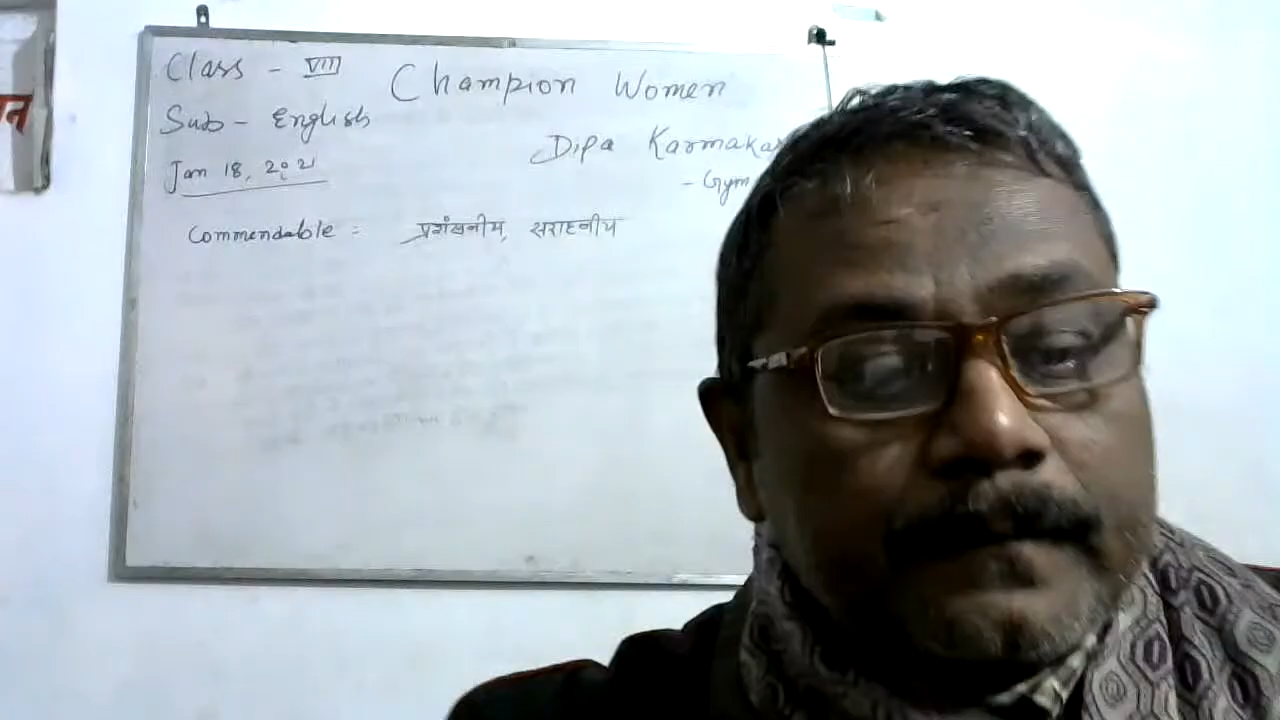 Class - VIII
Champion Women
Sub - English
Dipa Karmakar
Jan 18, 2021
- Gym
Commendable : प्रशंसनीय, सराहनीय